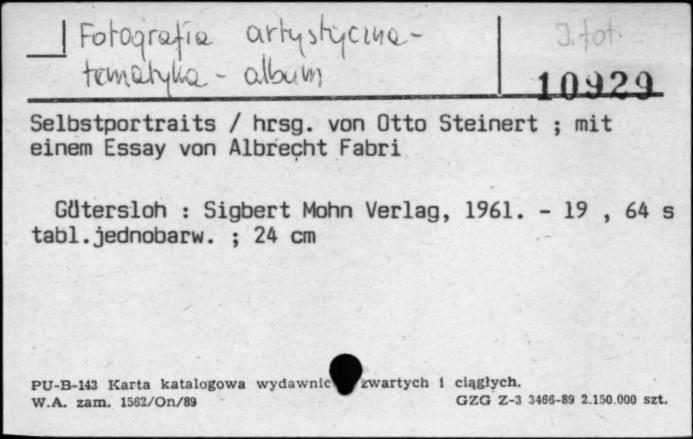 Fotografia artystyczna -
tematyka - album
J. fot.
10929
Selbstportraits / hrsg. von Otto Steinert ; mit
einem Essay von Albrecht Fabri
Gütersloh : Sigbert Mohn Verlag, 1961. - 19 , 64 s
tabl.jednobarw. ; 24 cm
PU-B-143 Karta katalogowa wydawnic zwartych i ciągłych.
W.A. zam. 1562/On/89 GZG Z-3 3466-89 2.150.000 szt.